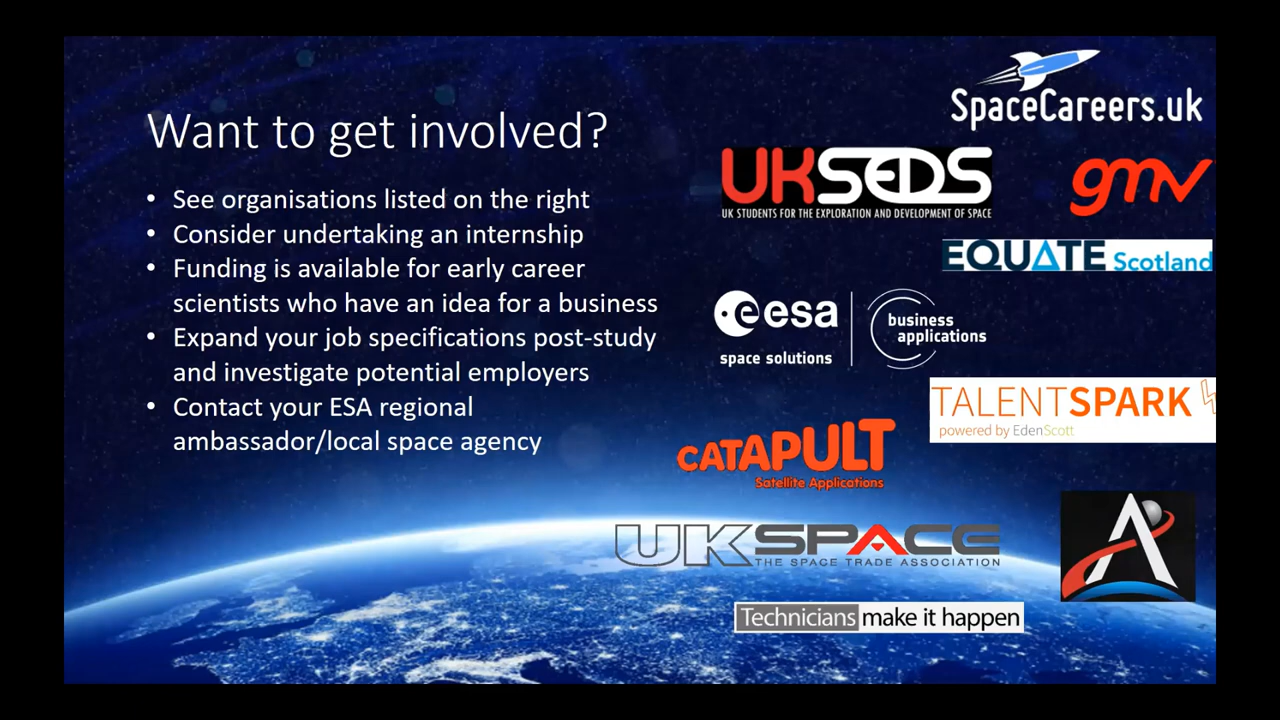 Want to get involved?
• See organisations listed on the right
• Consider undertaking an internship
• Funding is available for early career
scientists who have an idea for a business
• Expand your job specifications post-study
and investigate potential employers
• Contact your ESA regional
ambassador/local space agency
SpaceCareers.uk
UKSEDS
UK STUDENTS FOR THE EXPLORATION AND DEVELOPMENT OF SPACE
gmv
EQUATE Scotland
esa
space solutions
business
applications
TALENTSPARK
powered by EdenScott
CATAPULT
Satellite Applications
UKSPACE
THE SPACE TRADE ASSOCIATION
A
Technicians make it happen